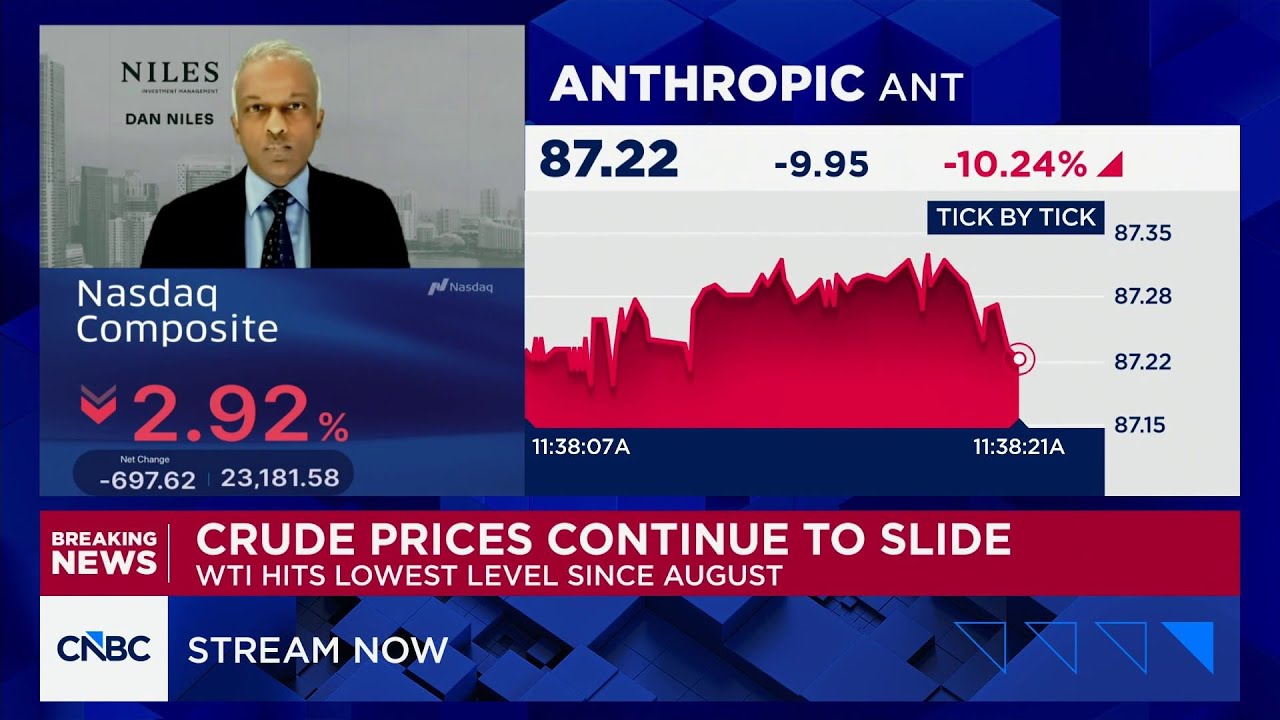 NILES
INVESTMENT MANAGEMENT
DAN NILES
Nasdaq
Composite
Nasdaq
2.92%
Net Change
-697.62 | 23,181.58
ANTHROPIC ANT
87.22 -9.95 -10.24%
TICK BY TICK
87.35
87.28
87.22
87.15
11:38:07A 11:38:21A
BREAKING
NEWS
CRUDE PRICES CONTINUE TO SLIDE
WTI HITS LOWEST LEVEL SINCE AUGUST
CNBC
STREAM NOW